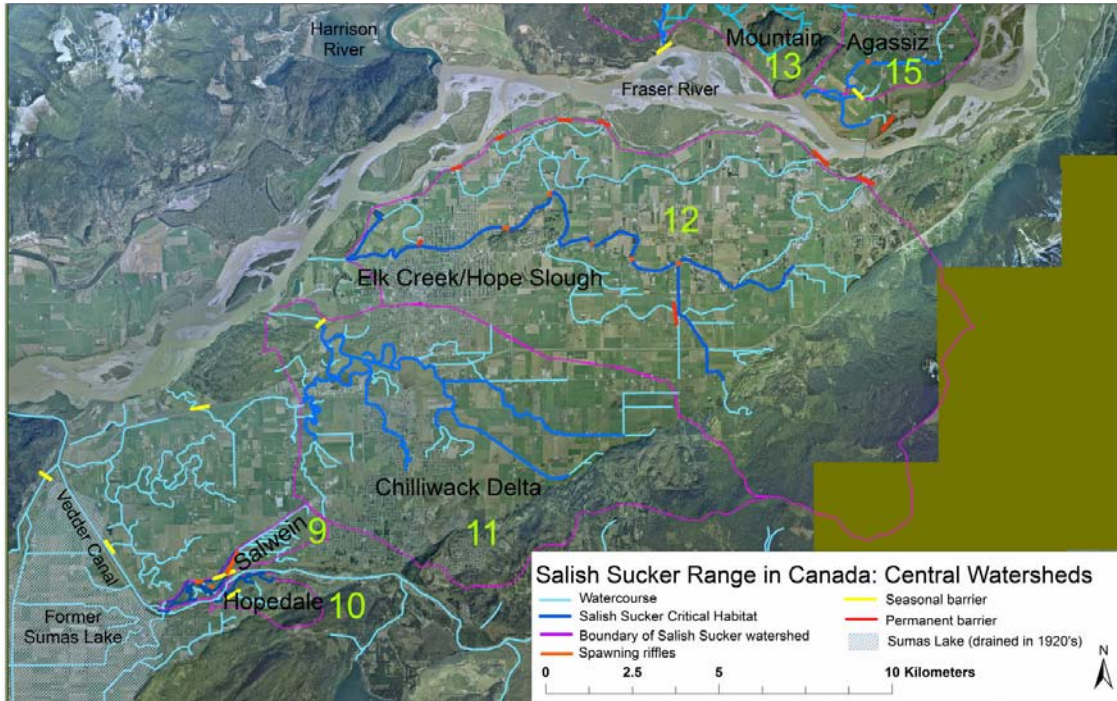 Harrison
River
Mountain
13
Agassiz
15
Fraser River
12
Elk Creek/Hope Slough
Chilliwack Delta
11
Vedder Canal
9
Salwein
Hopedale
10
Former
Sumas Lake
Salish Sucker Range in Canada: Central Watersheds
Watercourse
Salish Sucker Critical Habitat
Boundary of Salish Sucker watershed
Spawning riffles
Seasonal barrier
Permanent barrier
Sumas Lake (drained in 1920's)
0 2.5 5 10 Kilometers
N